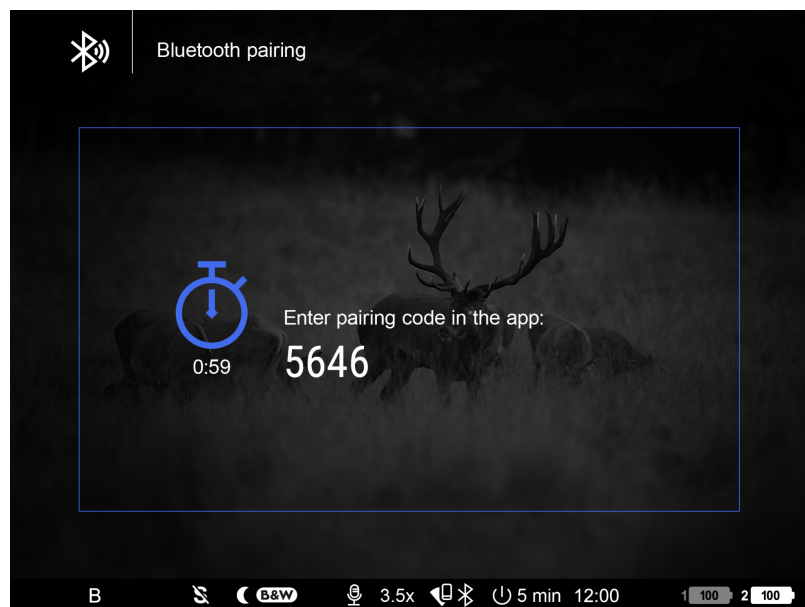 Bluetooth pairing
Enter pairing code in the app:
0:59
5646
B S B&W 3.5x 5 min 12:00 1 100 2 100